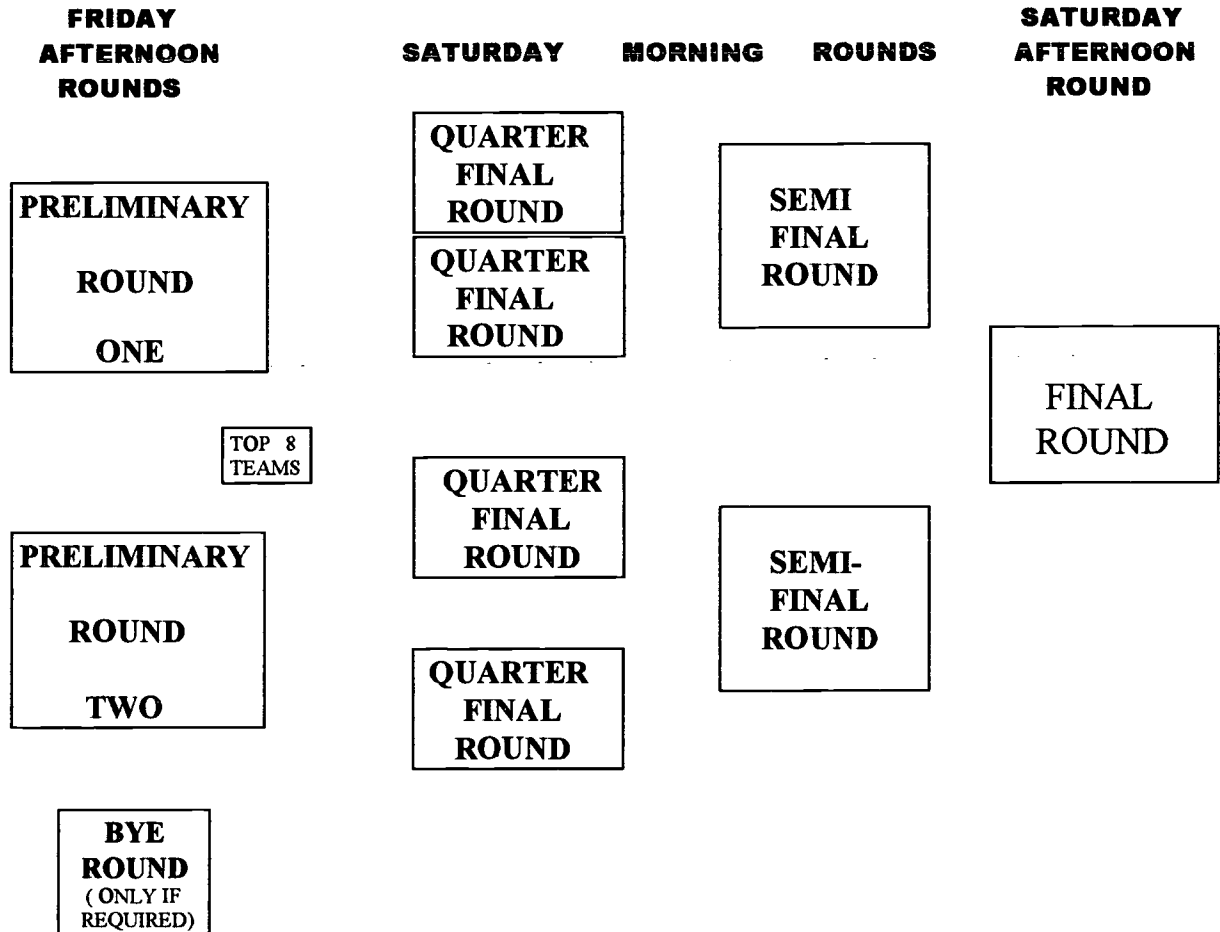 FRIDAY
AFTERNOON
ROUNDS
SATURDAY MORNING ROUNDS
SATURDAY
AFTERNOON
ROUND
PRELIMINARY
ROUND
ONE
TOP 8
TEAMS
PRELIMINARY
ROUND
TWO
BYE
ROUND
( ONLY IF
REQUIRED)
QUARTER
FINAL
ROUND
QUARTER
FINAL
ROUND
QUARTER
FINAL
ROUND
QUARTER
FINAL
ROUND
SEMI
FINAL
ROUND
SEMI-
FINAL
ROUND
FINAL
ROUND